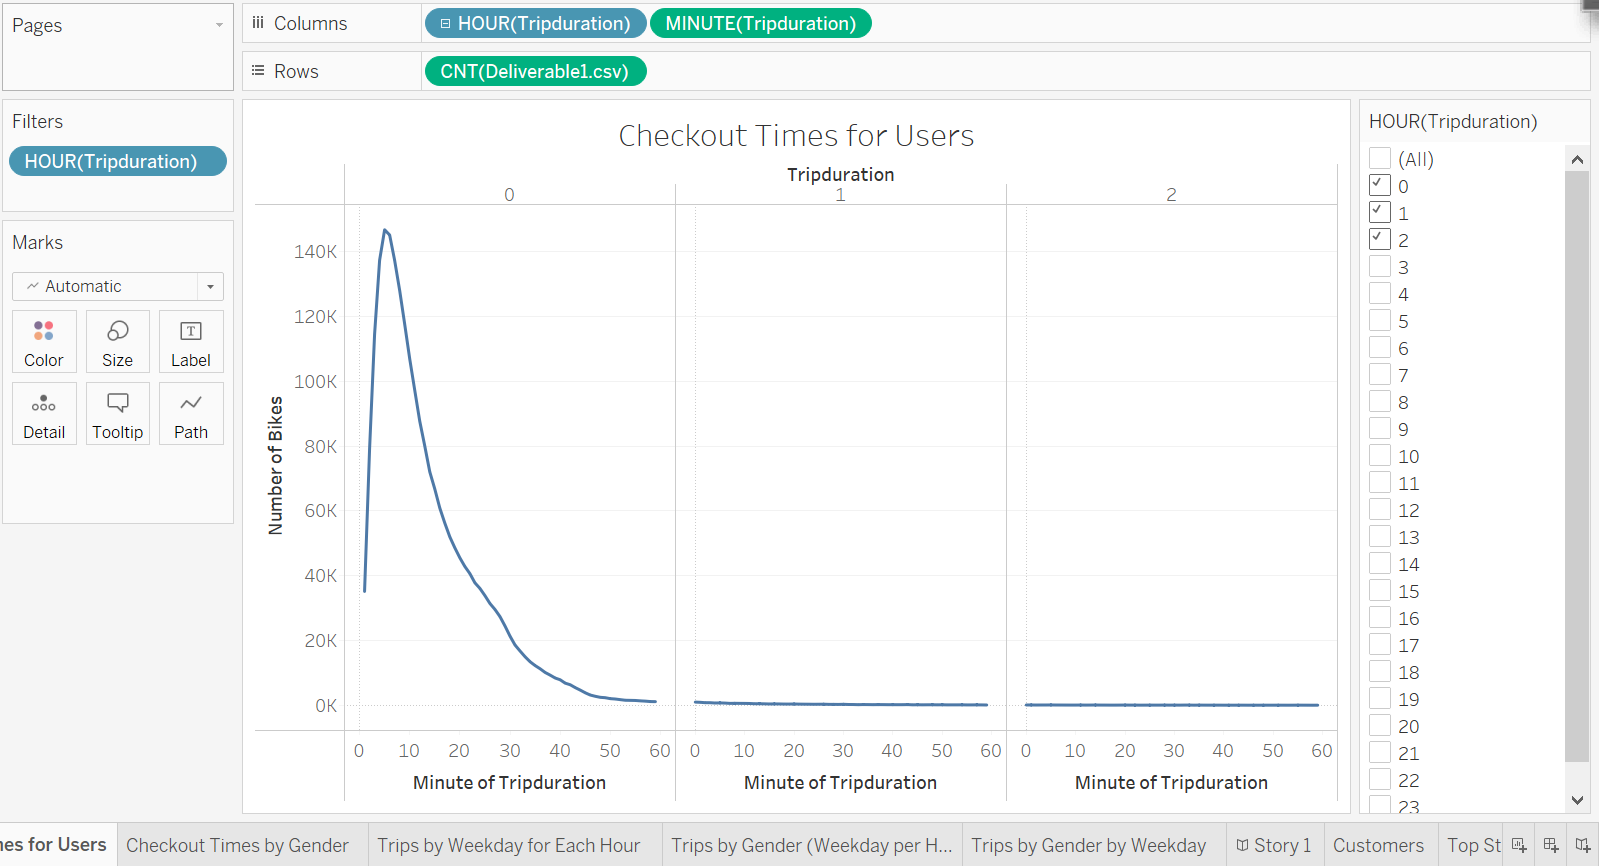 Pages
Columns
HOUR(Tripduration)
MINUTE(Tripduration)
Rows
CNT(Deliverable1.csv)
Filters
HOUR(Tripduration)
Marks
Automatic
Color
Size
Label
Detail
Tooltip
Path
Checkout Times for Users
Tripduration
0
1
2
Number of Bikes
140K
120K
100K
80K
60K
40K
20K
0K
0 10 20 30 40 50 60
0 10 20 30 40 50 60
0 10 20 30 40 50 60
Minute of Tripduration
Minute of Tripduration
Minute of Tripduration
HOUR(Tripduration)
(All)
0
1
2
3
4
5
6
7
8
9
10
11
12
13
14
15
16
17
18
19
20
21
22
23
nes for Users
Checkout Times by Gender
Trips by Weekday for Each Hour
Trips by Gender (Weekday per H...
Trips by Gender by Weekday
Story 1
Customers
Top St